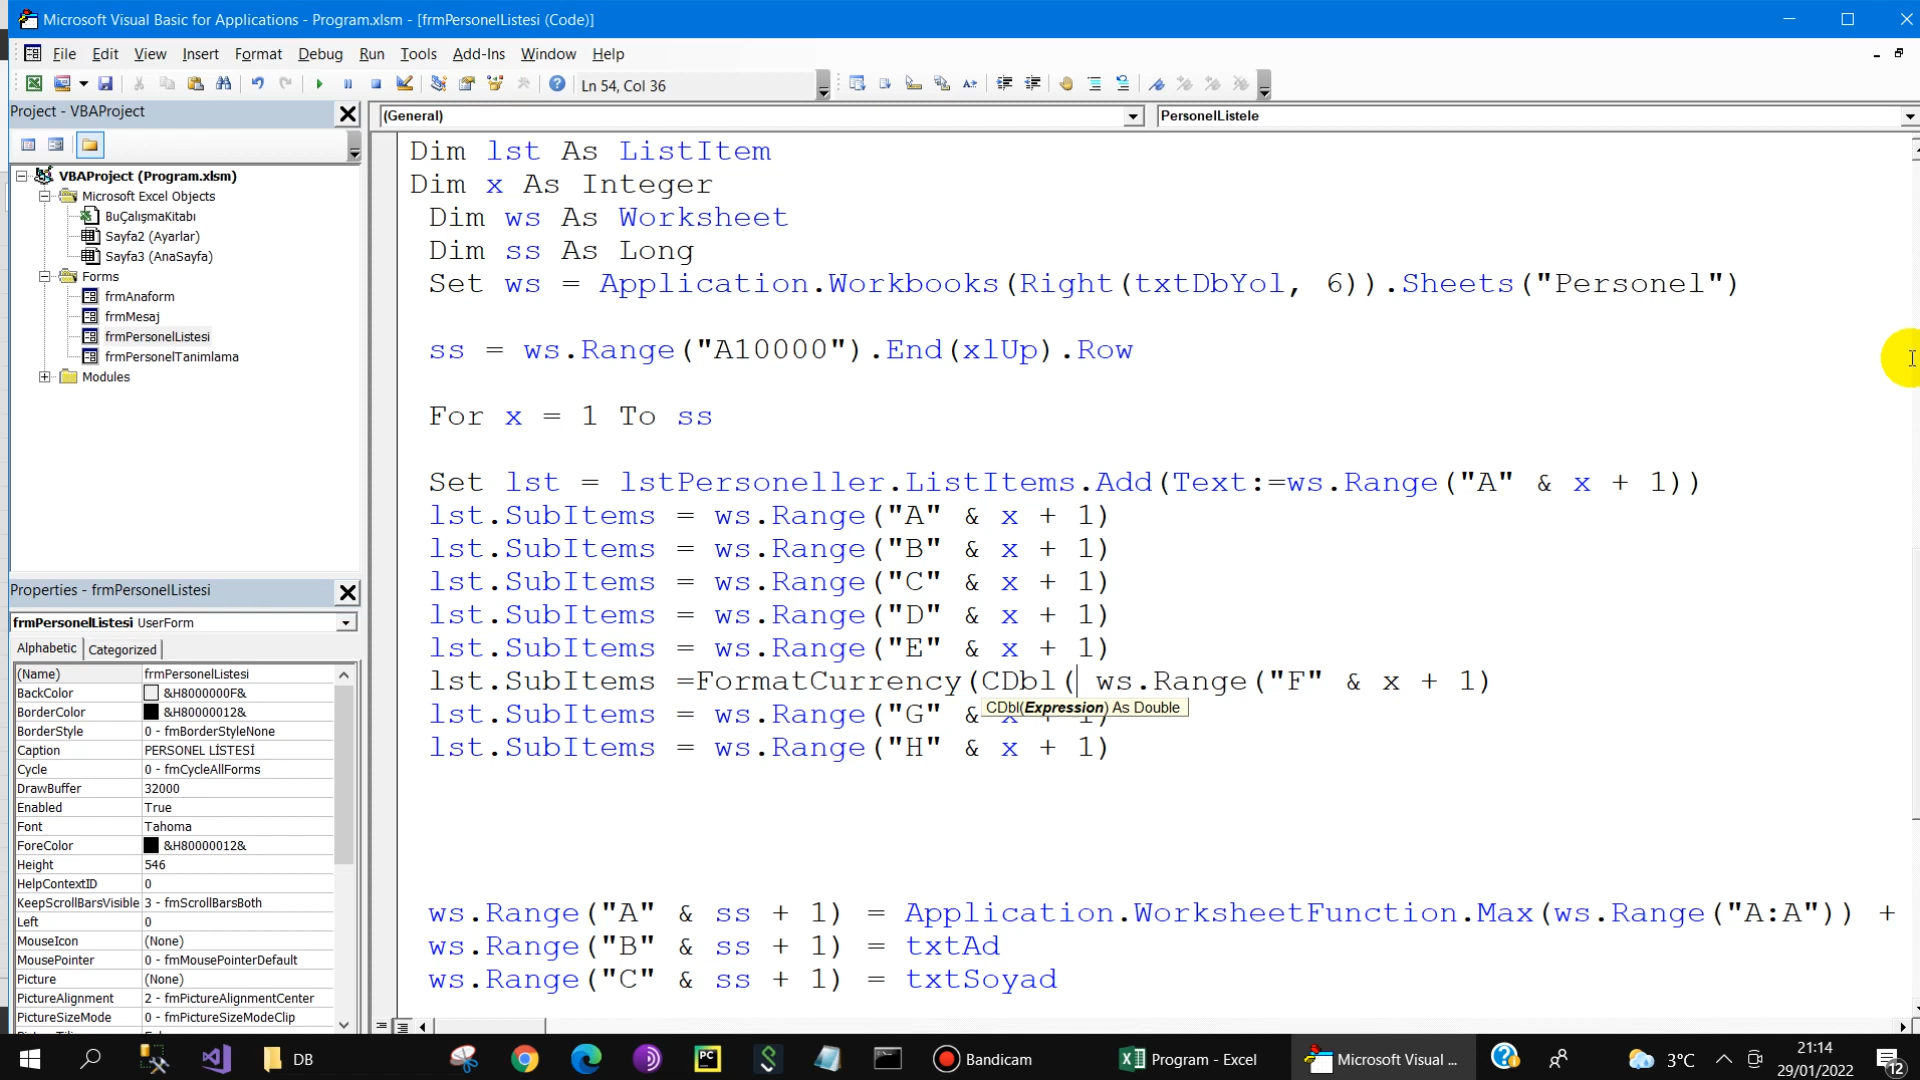 Microsoft Visual Basic for Applications - Program.xlsm - [frmPersonelListesi (Code)]
File Edit View Insert Format Debug Run Tools Add-Ins Window Help
Ln 54, Col 36
Project - VBAProject
(General)
PersonelListele
VBAProject (Program.xlsm)
Microsoft Excel Objects
BuÇalışmaKitabı
Sayfa2 (Ayarlar)
Sayfa3 (AnaSayfa)
Forms
frmAnaform
frmMesaj
frmPersonelListesi
frmPersonelTanimlama
Modules
Properties - frmPersonelListesi
frmPersonelListesi UserForm
Alphabetic Categorized
(Name) frmPersonelListesi
BackColor &H8000000F&
BorderColor &H80000012&
BorderStyle 0 - fmBorderStyleNone
Caption PERSONEL LİSTESİ
Cycle 0 - fmCycleAllForms
DrawBuffer 32000
Enabled True
Font Tahoma
ForeColor &H80000012&
Height 546
HelpContextID 0
KeepScrollBarsVisible 3 - fmScrollBarsBoth
Left 0
MouseIcon (None)
MousePointer 0 - fmMousePointerDefault
Picture (None)
PictureAlignment 2 - fmPictureAlignmentCenter
PictureSizeMode 0 - fmPictureSizeModeClip
Dim lst As ListItem
Dim x As Integer
Dim ws As Worksheet
Dim ss As Long
Set ws = Application.Workbooks(Right(txtDbYol, 6)).Sheets("Personel")
ss = ws.Range("A10000").End(xlUp).Row
For x = 1 To ss
Set lst = lstPersoneller.ListItems.Add(Text:=ws.Range("A" & x + 1))
lst.SubItems = ws.Range("A" & x + 1)
lst.SubItems = ws.Range("B" & x + 1)
lst.SubItems = ws.Range("C" & x + 1)
lst.SubItems = ws.Range("D" & x + 1)
lst.SubItems = ws.Range("E" & x + 1)
lst.SubItems =FormatCurrency(CDbl( ws.Range("F" & x + 1)
CDbl(Expression) As Double
lst.SubItems = ws.Range("G" & x + 1)
lst.SubItems = ws.Range("H" & x + 1)
ws.Range("A" & ss + 1) = Application.WorksheetFunction.Max(ws.Range("A:A")) +
ws.Range("B" & ss + 1) = txtAd
ws.Range("C" & ss + 1) = txtSoyad
DB
PC
Bandicam
Program - Excel
Microsoft Visual ...
3°C
21:14
29/01/2022
12